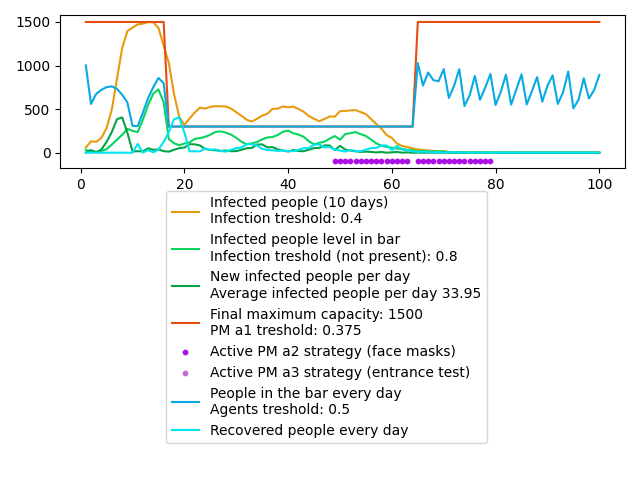 1500
1000
500
0
0
20
40
60
80
100
Infected people (10 days)
Infection treshold: 0.4
Infected people level in bar
Infection treshold (not present): 0.8
New infected people per day
Average infected people per day 33.95
Final maximum capacity: 1500
PM a1 treshold: 0.375
Active PM a2 strategy (face masks)
Active PM a3 strategy (entrance test)
People in the bar every day
Agents treshold: 0.5
Recovered people every day